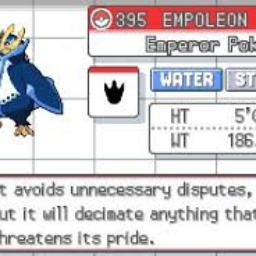 395 EMPOLEON
Emperor Pok
WATER ST
HT 5'
WT 186.
t avoids unnecessary disputes,
ut it will decimate anything that
hreatens its pride.